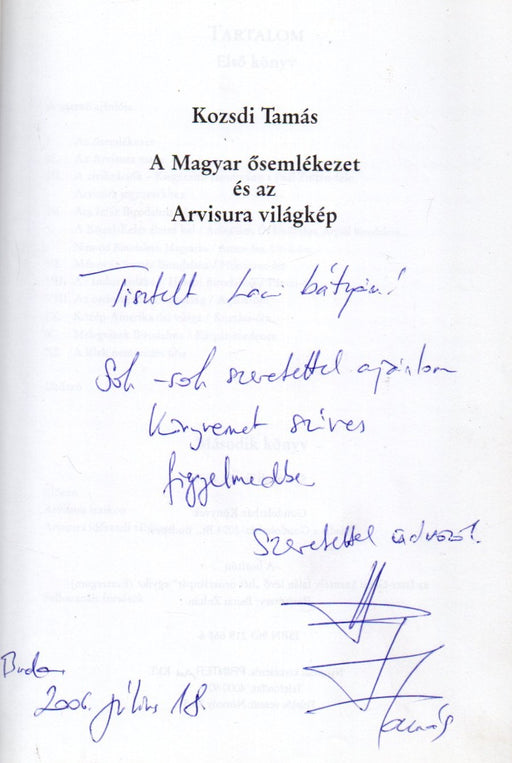 Kozsdi Tamás
A Magyar ősemlékezet
és az
Arvisura világkép
Tisztelt Laci bátyám!
Sok-sok szeretettel ajánlom
könyvemet szíves
figyelmedbe
Szeretettel üdvözöl.
Tamás
Buda
2006. július 18.